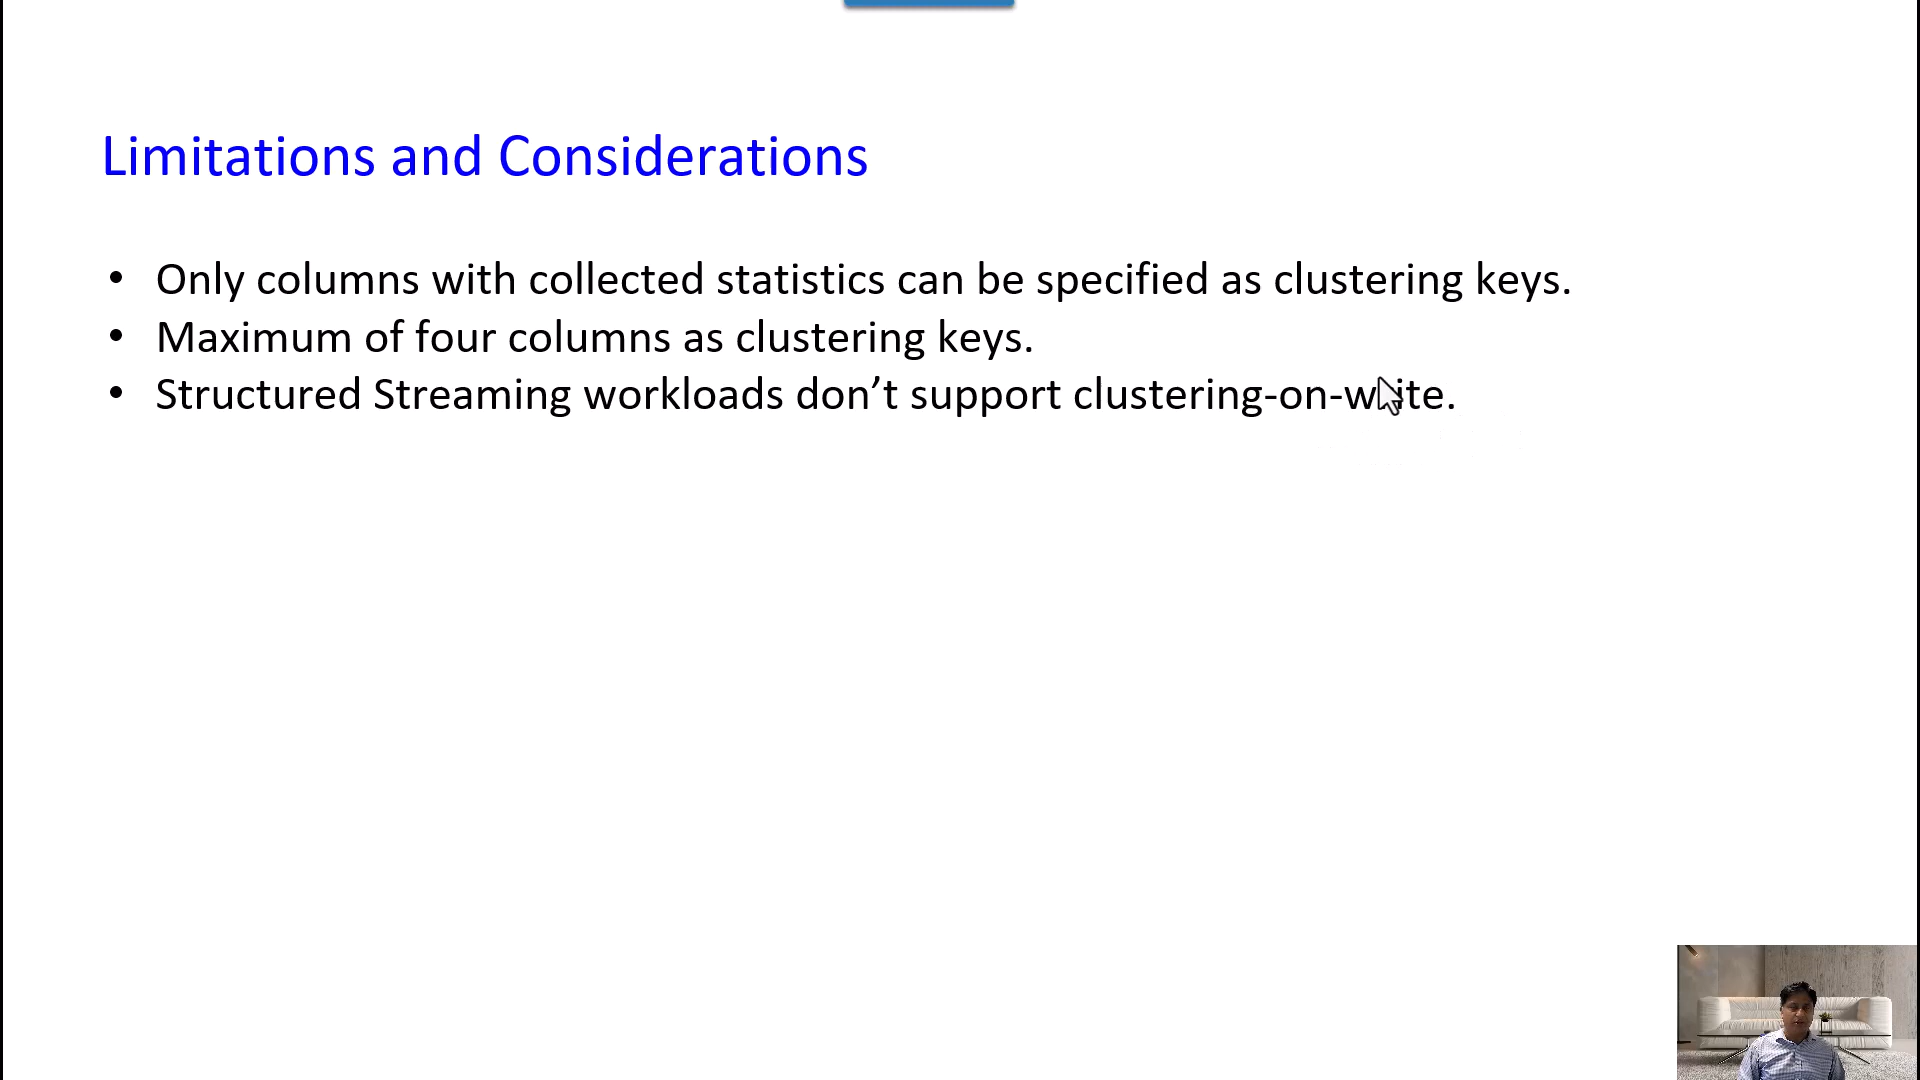 Limitations and Considerations
• Only columns with collected statistics can be specified as clustering keys.
• Maximum of four columns as clustering keys.
• Structured Streaming workloads don’t support clustering-on-write.